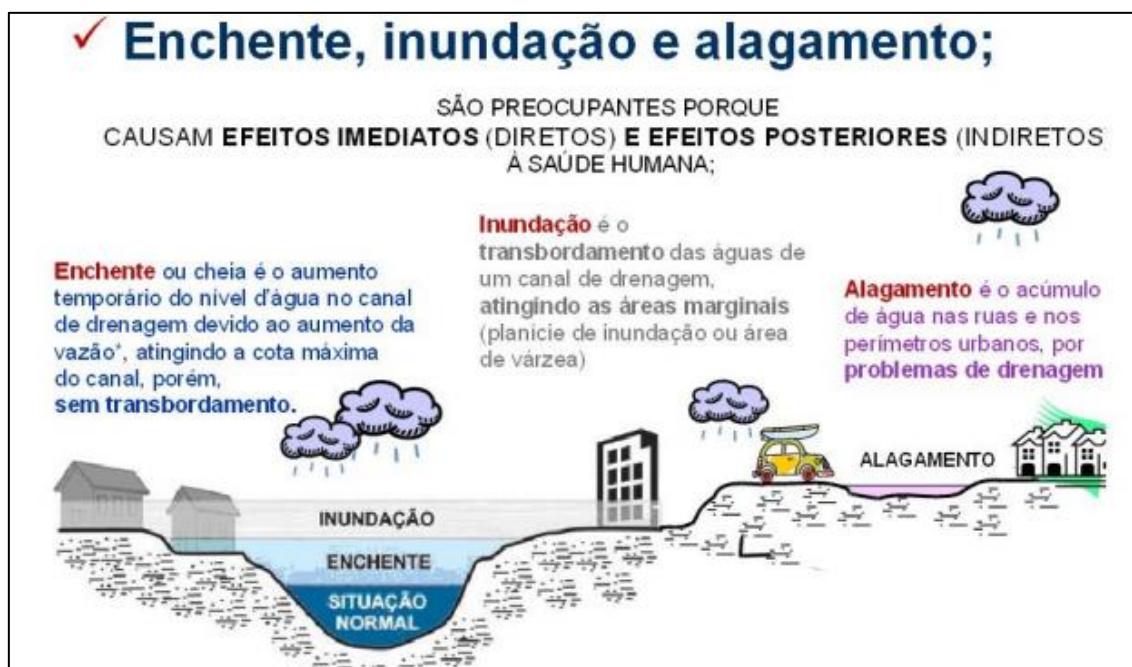 ✓ Enchente, inundação e alagamento;
SÃO PREOCUPANTES PORQUE
CAUSAM EFEITOS IMEDIATOS (DIRETOS) E EFEITOS POSTERIORES (INDIRETOS
À SAÚDE HUMANA;
Enchente ou cheia é o aumento
temporário do nível d'água no canal
de drenagem devido ao aumento da
vazão*, atingindo a cota máxima
do canal, porém,
sem transbordamento.
Inundação é o
transbordamento das águas de
um canal de drenagem,
atingindo as áreas marginais
(planície de inundação ou área
de várzea)
Alagamento é o acúmulo
de água nas ruas e nos
perímetros urbanos, por
problemas de drenagem
INUNDAÇÃO
ENCHENTE
SITUAÇÃO
NORMAL
ALAGAMENTO